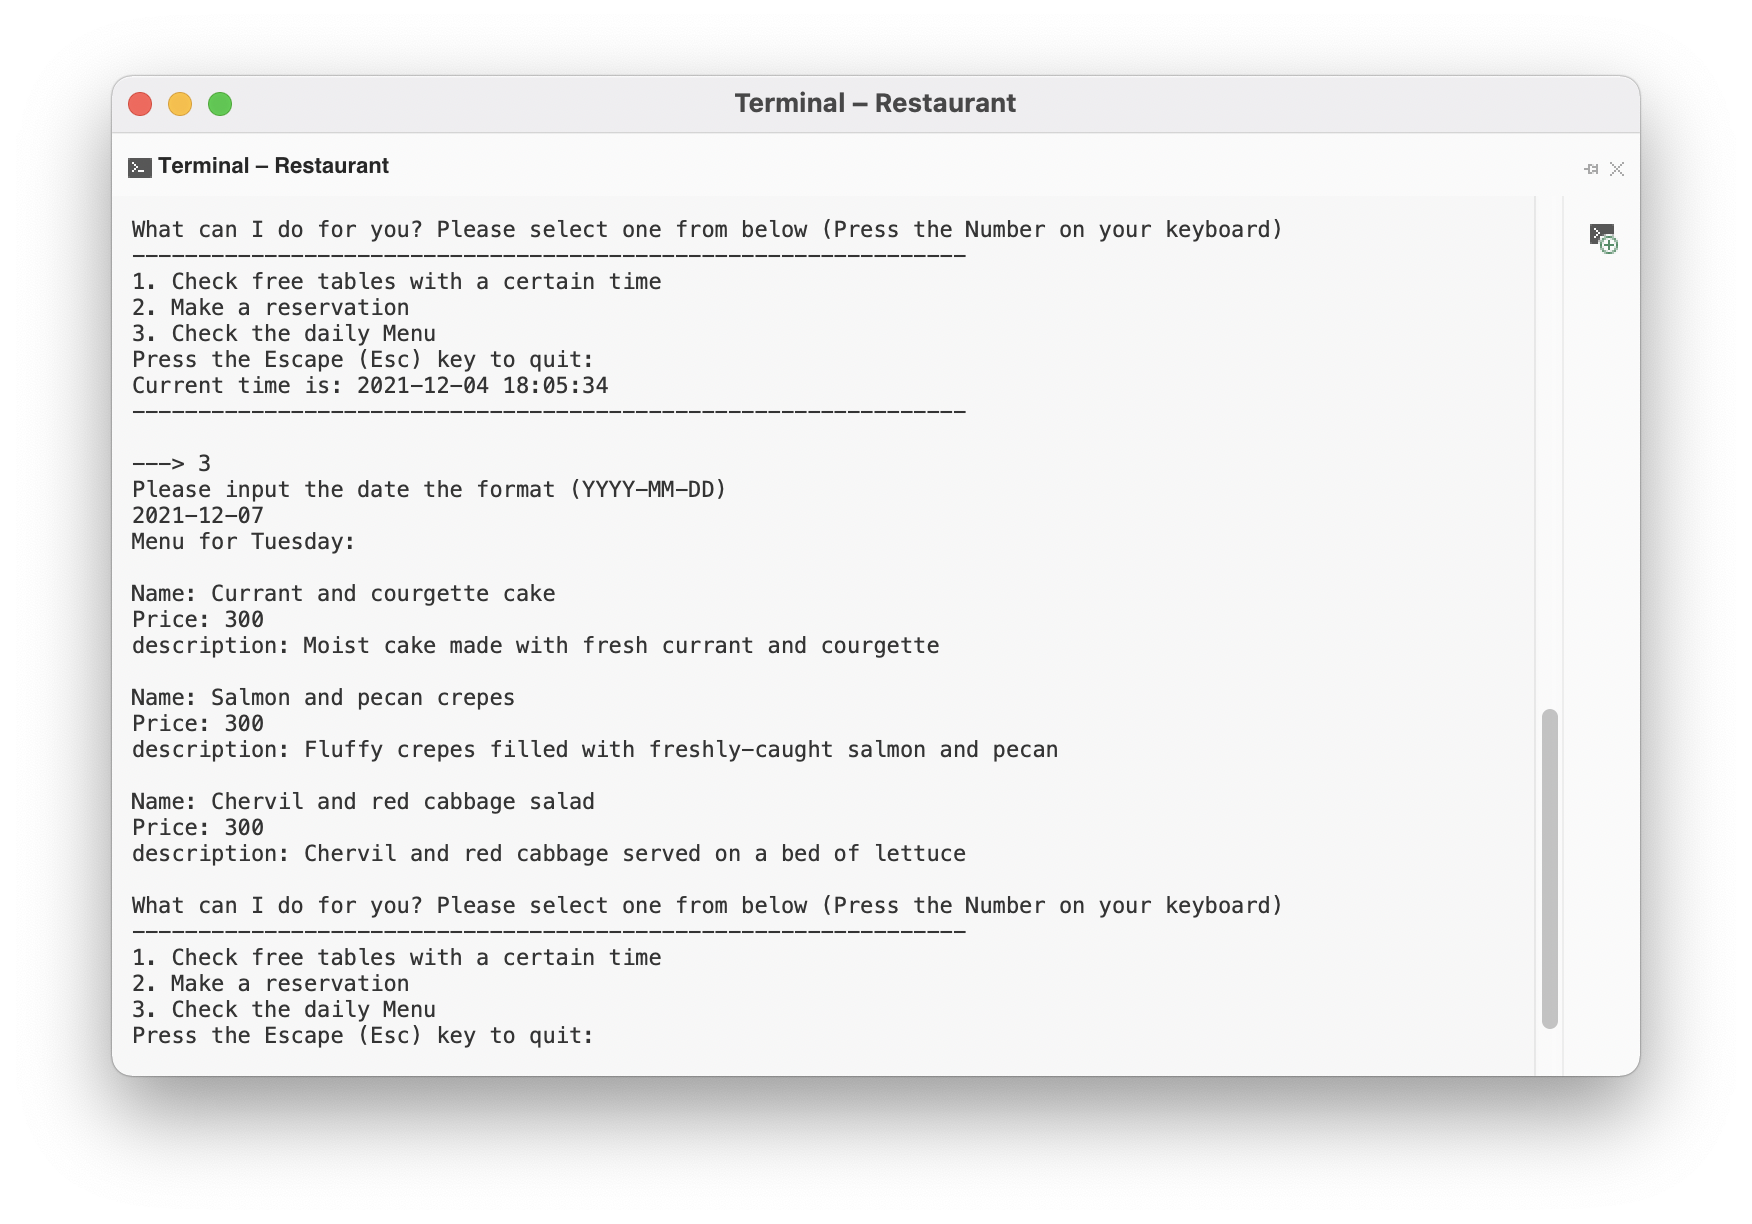 Terminal – Restaurant
Terminal – Restaurant
What can I do for you? Please select one from below (Press the Number on your keyboard)
---------------------------------------------------------------
1. Check free tables with a certain time
2. Make a reservation
3. Check the daily Menu
Press the Escape (Esc) key to quit:
Current time is: 2021-12-04 18:05:34
---------------------------------------------------------------
---> 3
Please input the date the format (YYYY-MM-DD)
2021-12-07
Menu for Tuesday:
Name: Currant and courgette cake
Price: 300
description: Moist cake made with fresh currant and courgette
Name: Salmon and pecan crepes
Price: 300
description: Fluffy crepes filled with freshly-caught salmon and pecan
Name: Chervil and red cabbage salad
Price: 300
description: Chervil and red cabbage served on a bed of lettuce
What can I do for you? Please select one from below (Press the Number on your keyboard)
---------------------------------------------------------------
1. Check free tables with a certain time
2. Make a reservation
3. Check the daily Menu
Press the Escape (Esc) key to quit: